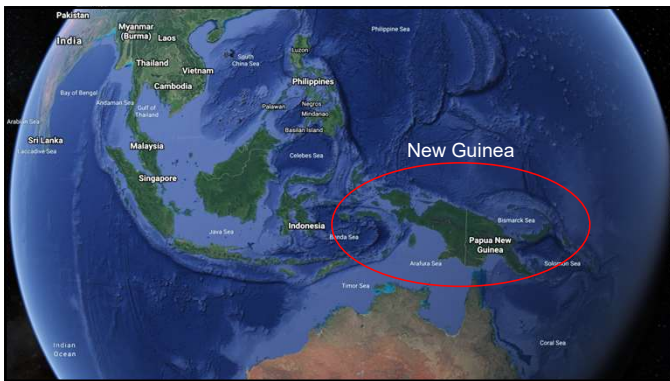 Pakistan
Myanmar
(Burma)
Laos
India
Luzon
Philippine Sea
South
China Sea
Thailand
Vietnam
Philippines
Bay of Bengal
Cambodia
Andaman Sea
Gulf of
Thailand
Palawan
Negros
Mindanao
Arabian Sea
Basilan Island
Sri Lanka
Laccadive Sea
Malaysia
Celebes Sea
New Guinea
Singapore
Bismarck Sea
Java Sea
Indonesia
Banda Sea
Papua New
Guinea
Arafura Sea
Solomon Sea
Timor Sea
Indian
Ocean
Coral Sea